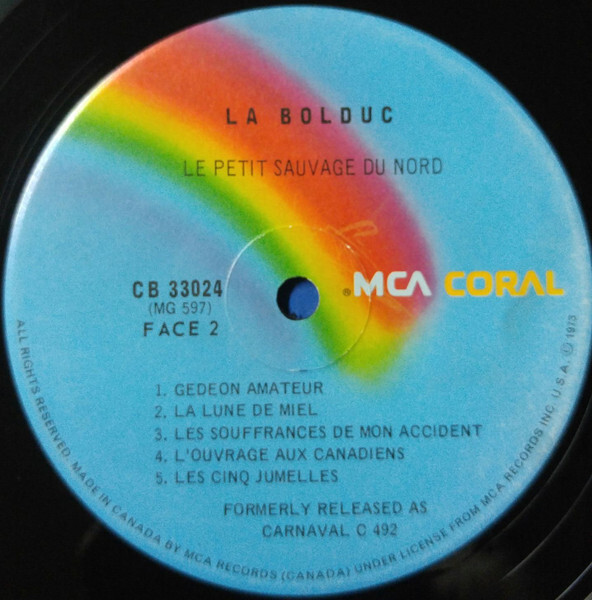 LA BOLDUC
LE PETIT SAUVAGE DU NORD
®MCA CORAL
CB 33024
(MG 597)
FACE 2
1. GEDEON AMATEUR
2. LA LUNE DE MIEL
3. LES SOUFFRANCES DE MON ACCIDENT
4. L'OUVRAGE AUX CANADIENS
5. LES CINQ JUMELLES
FORMERLY RELEASED AS
CARNAVAL C 492
ALL RIGHTS RESERVED. MADE IN CANADA BY MCA RECORDS (CANADA) UNDER LICENSE FROM MCA RECORDS INC. U.S.A. ℗ 1973